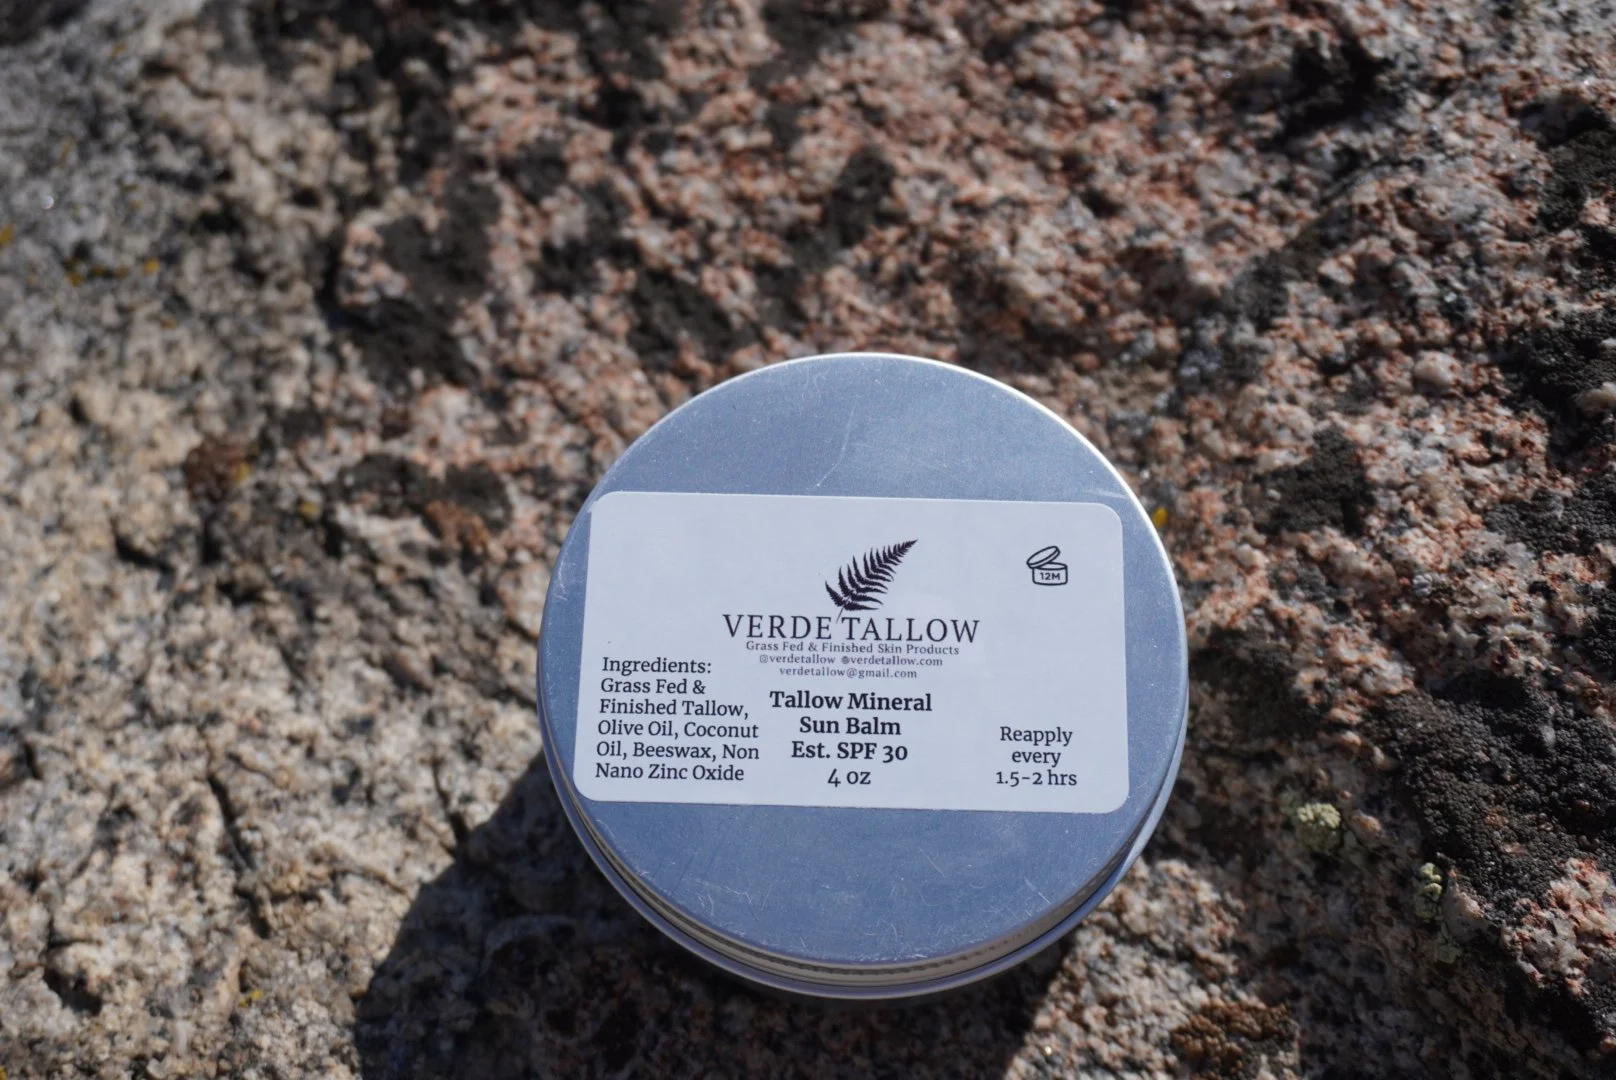 12M
VERDE TALLOW
Grass Fed & Finished Skin Products
@verdetallow verdetallow.com
verdetallow@gmail.com
Ingredients:
Grass Fed &
Finished Tallow,
Olive Oil, Coconut
Oil, Beeswax, Non
Nano Zinc Oxide
Tallow Mineral
Sun Balm
Est. SPF 30
4 oz
Reapply
every
1.5-2 hrs